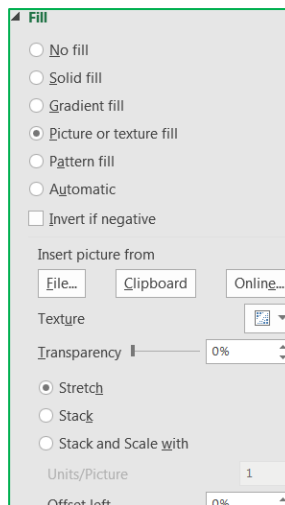 Fill
No fill
Solid fill
Gradient fill
Picture or texture fill
Pattern fill
Automatic
Invert if negative
Insert picture from
File... Clipboard Online...
Texture
Transparency 0%
Stretch
Stack
Stack and Scale with
Units/Picture 1
Offset left 0%